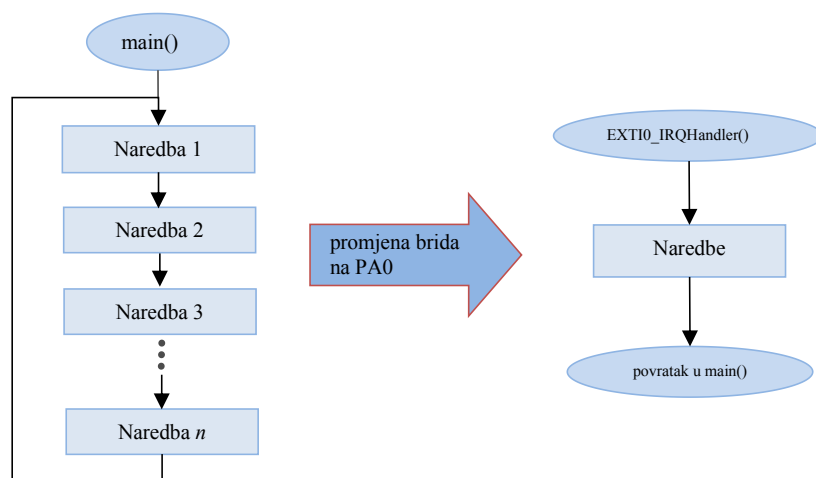 main()
Naredba 1
Naredba 2
Naredba 3
Naredba n
promjena brida
na PA0
EXTI0_IRQHandler()
Naredbe
povratak u main()